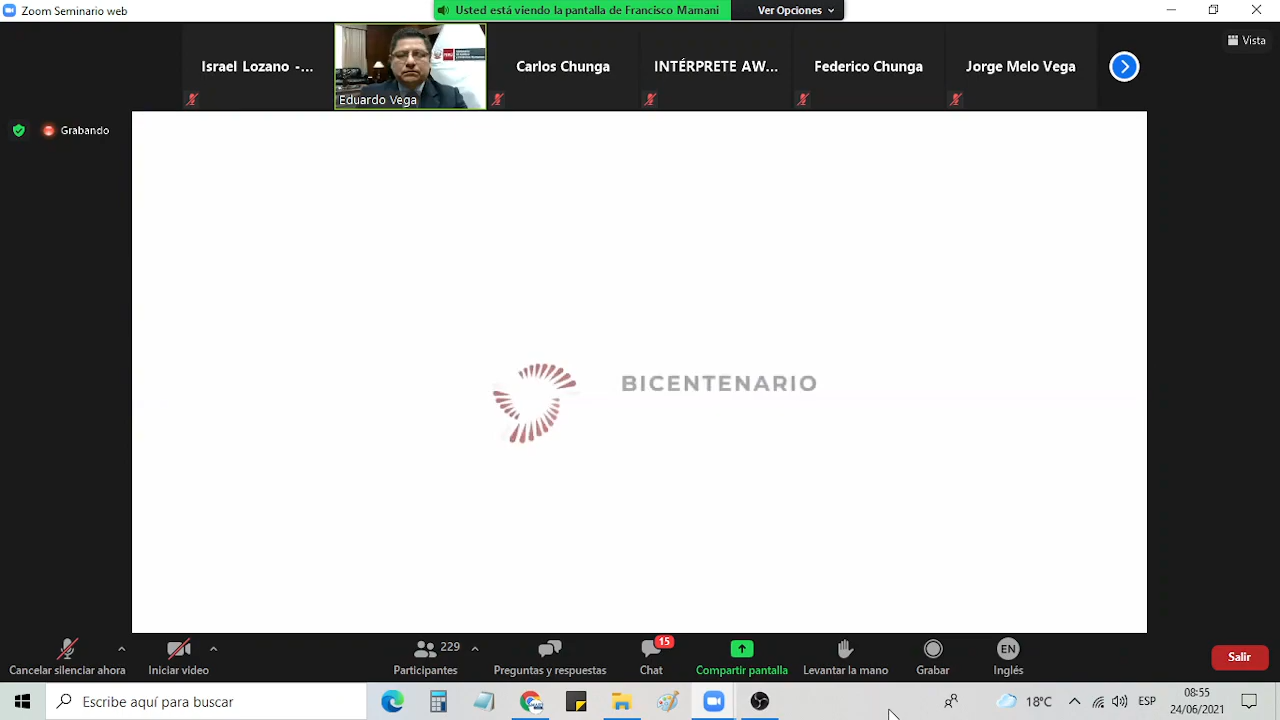 Zoom Seminario web
Usted está viendo la pantalla de Francisco Mamani
Ver Opciones
Vista
Israel Lozano -...
Eduardo Vega
Carlos Chunga
INTÉRPRETE AW...
Federico Chunga
Jorge Melo Vega
PERÚ
Grabando
BICENTENARIO
Cancelar silenciar ahora
Iniciar video
229
Participantes
Preguntas y respuestas
15
Chat
Compartir pantalla
Levantar la mano
Grabar
EN
Inglés
Salir
Escribe aquí para buscar
18°C
ESP
08:55
24/06/2021